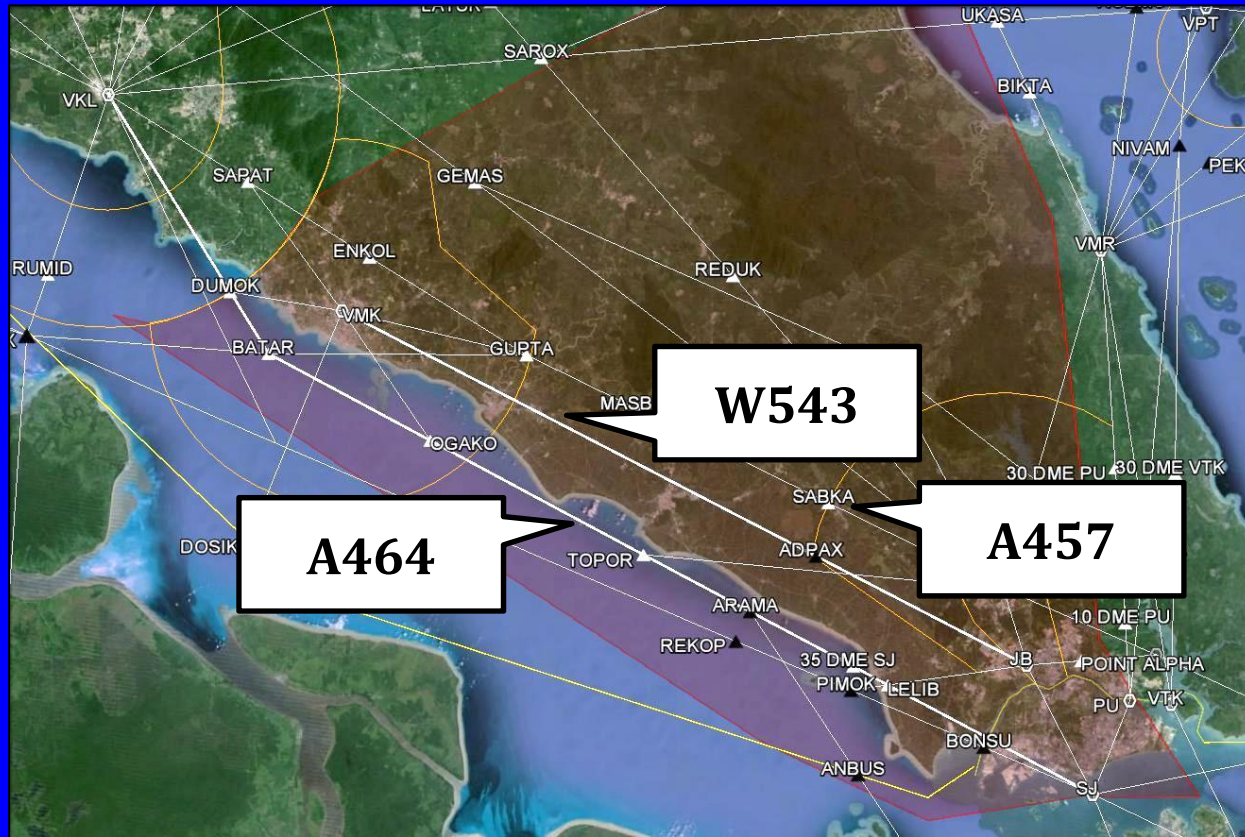 UKASA
VPT
SAROX
VKL
BIKTA
NIVAM
PEK
SAPAT
GEMAS
VMR
ENKOL
REDUK
RUMID
DUMOK
VMK
BATAR
GUPTA
W543
MASB
OGAKO
30 DME PU
30 DME VTK
SABKA
A457
A464
DOSIK
TOPOR
ADPAX
ARAMA
10 DME PU
REKOP
35 DME SJ
JB
POINT ALPHA
PIMOK
LELIB
PU
VTK
BONSU
ANBUS
SJ